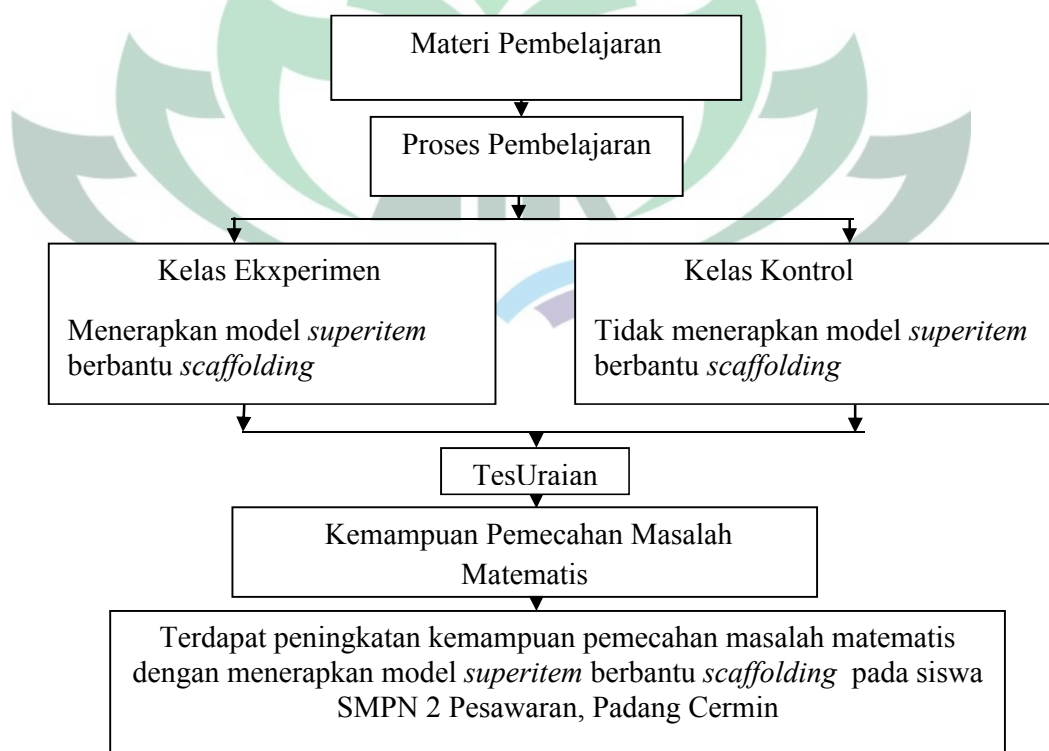 Materi Pembelajaran
Proses Pembelajaran
Kelas Ekxperimen
Menerapkan model superitem
berbantu scaffolding
Kelas Kontrol
Tidak menerapkan model superitem
berbantu scaffolding
TesUraian
Kemampuan Pemecahan Masalah
Matematis
Terdapat peningkatan kemampuan pemecahan masalah matematis
dengan menerapkan model superitem berbantu scaffolding pada siswa
SMPN 2 Pesawaran, Padang Cermin